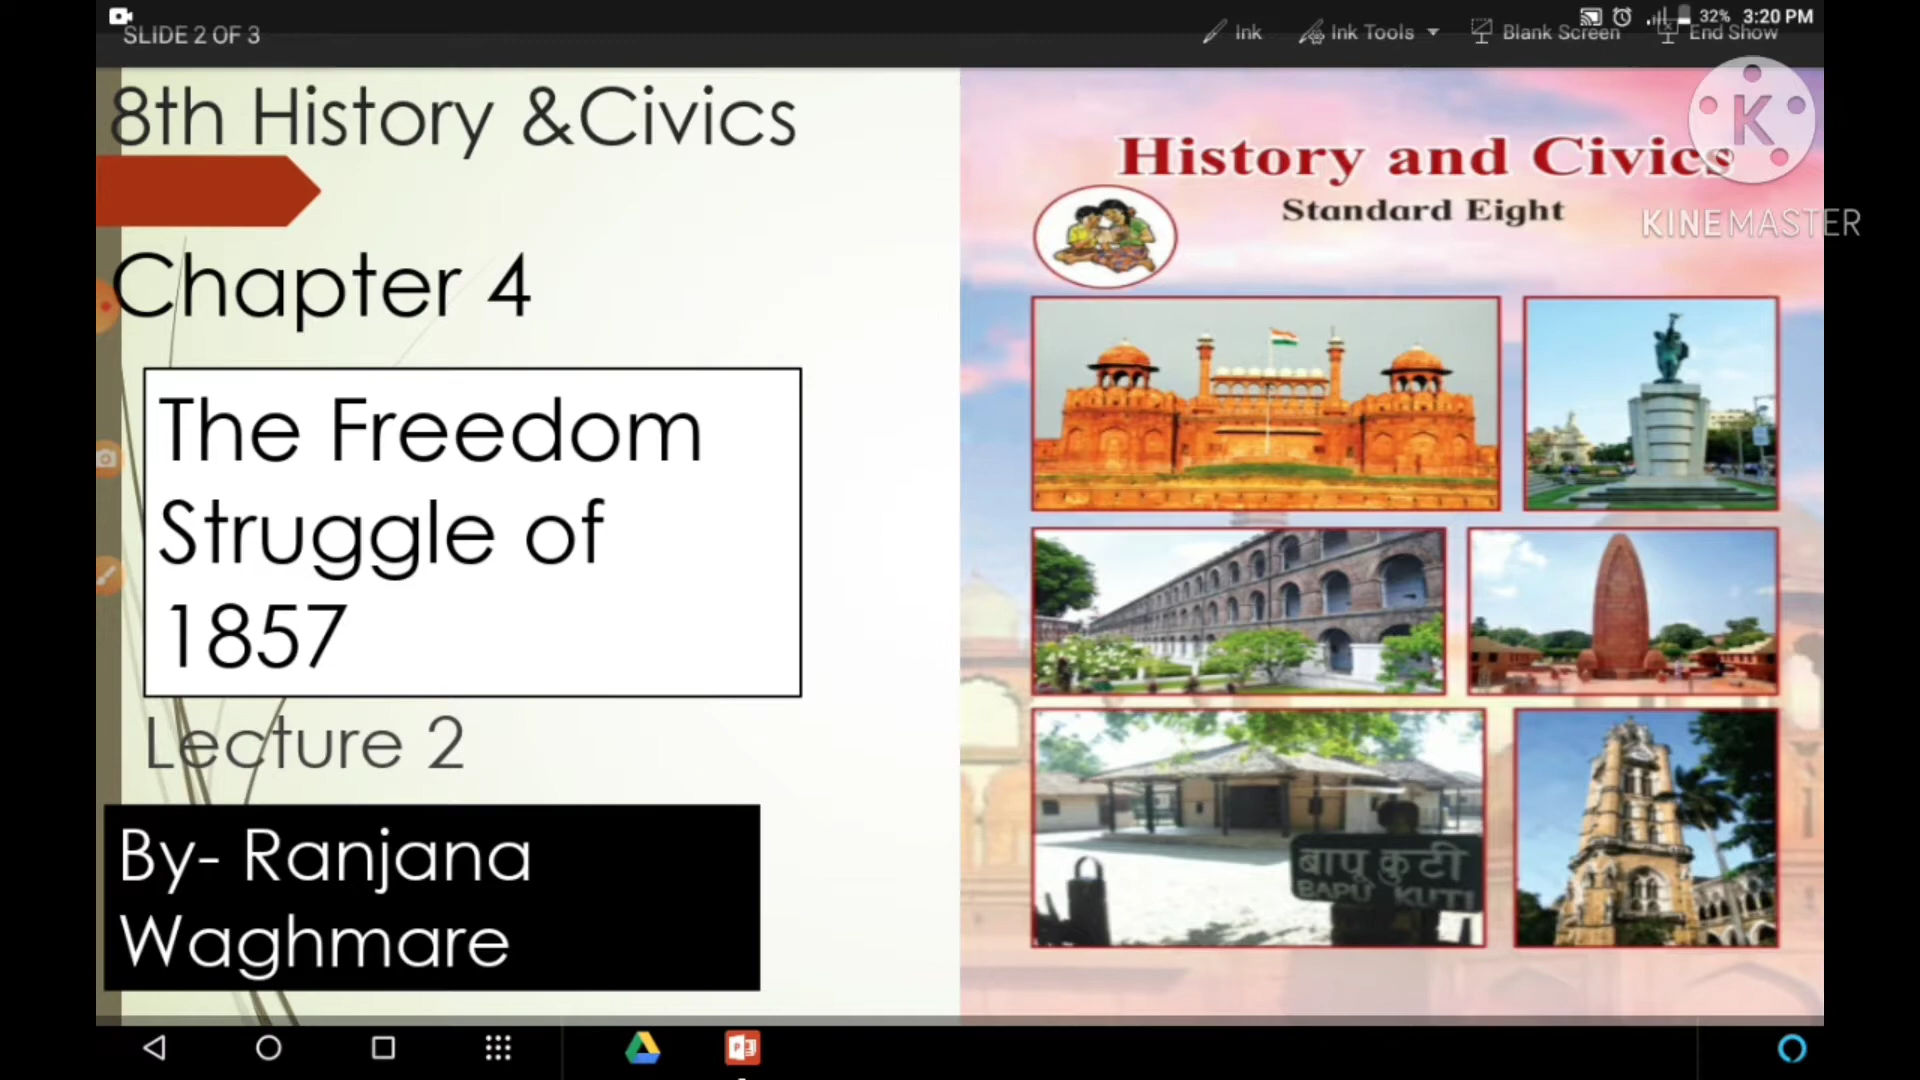 32% 3:20 PM
SLIDE 2 OF 3
Ink
Ink Tools
Blank Screen
End Show
8th History &Civics
Chapter 4
The Freedom
Struggle of
1857
Lecture 2
By- Ranjana
Waghmare
K
KINEMASTER
History and Civics
Standard Eight
बापू कुटी
BAPU KUTI